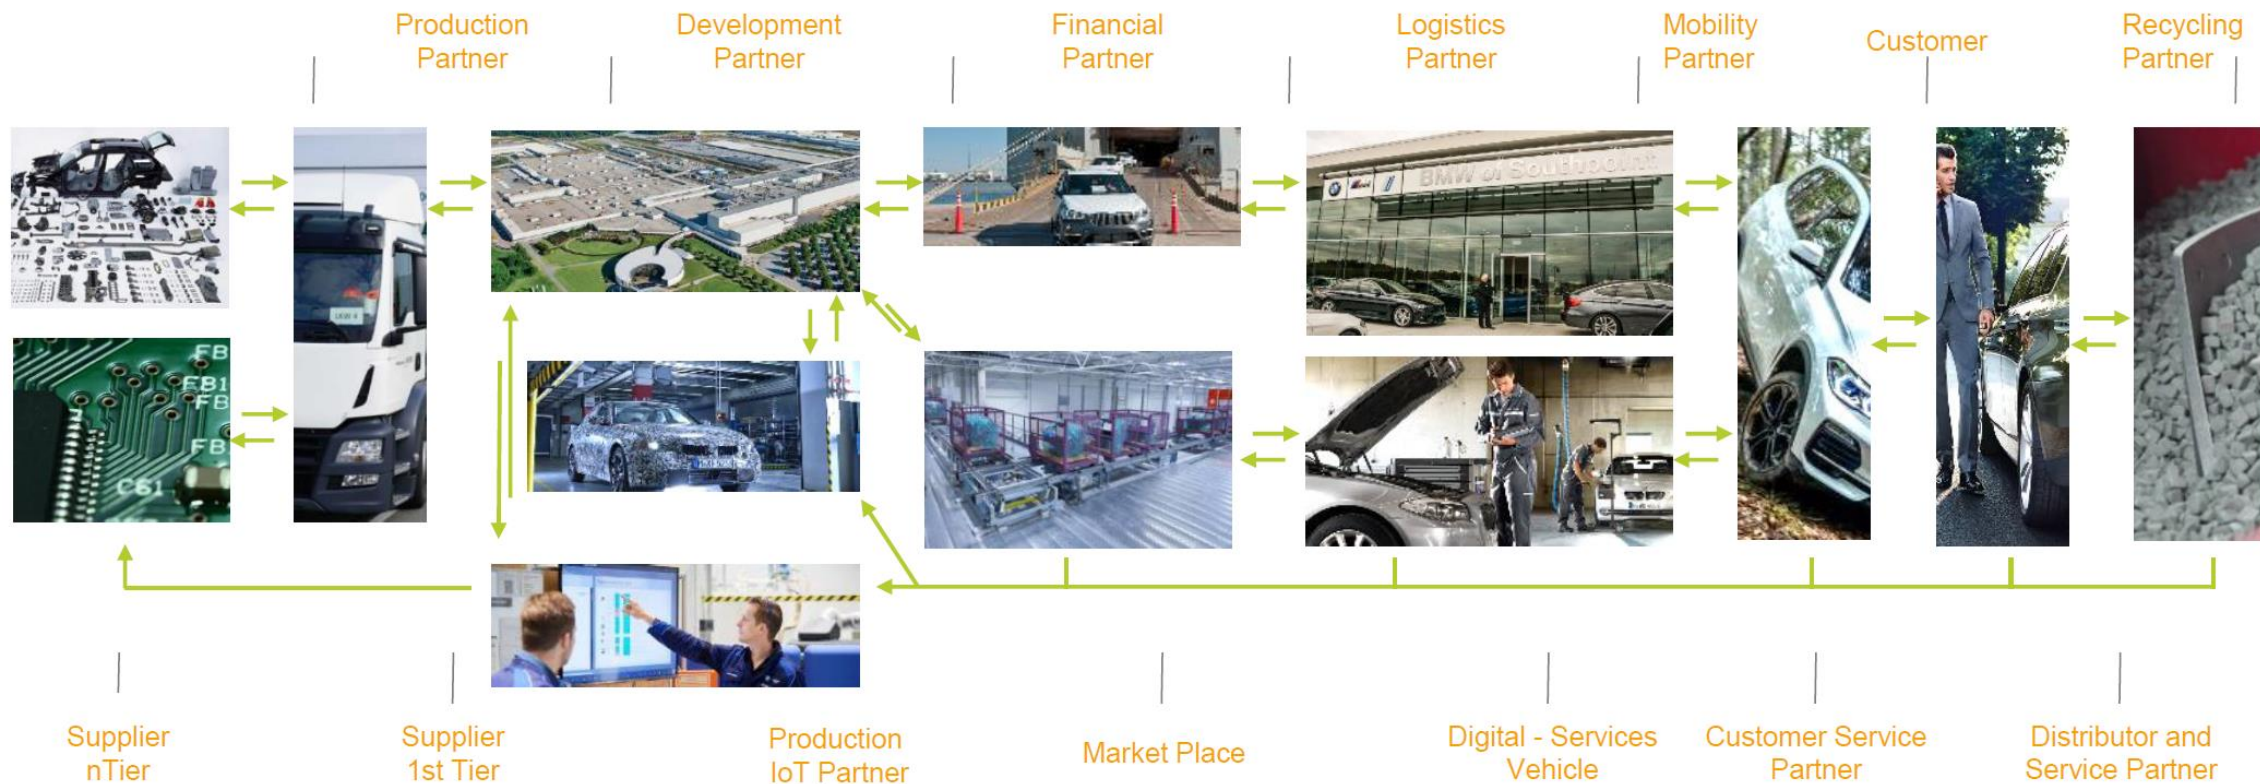 Production
Partner
Development
Partner
Financial
Partner
Logistics
Partner
Mobility
Partner
Customer
Recycling
Partner
BMW of Southpoint
LKW 4
FB
FB1
FB
FB
C61
Supplier
nTier
Supplier
1st Tier
Production
IoT Partner
Market Place
Digital - Services
Vehicle
Customer Service
Partner
Distributor and
Service Partner